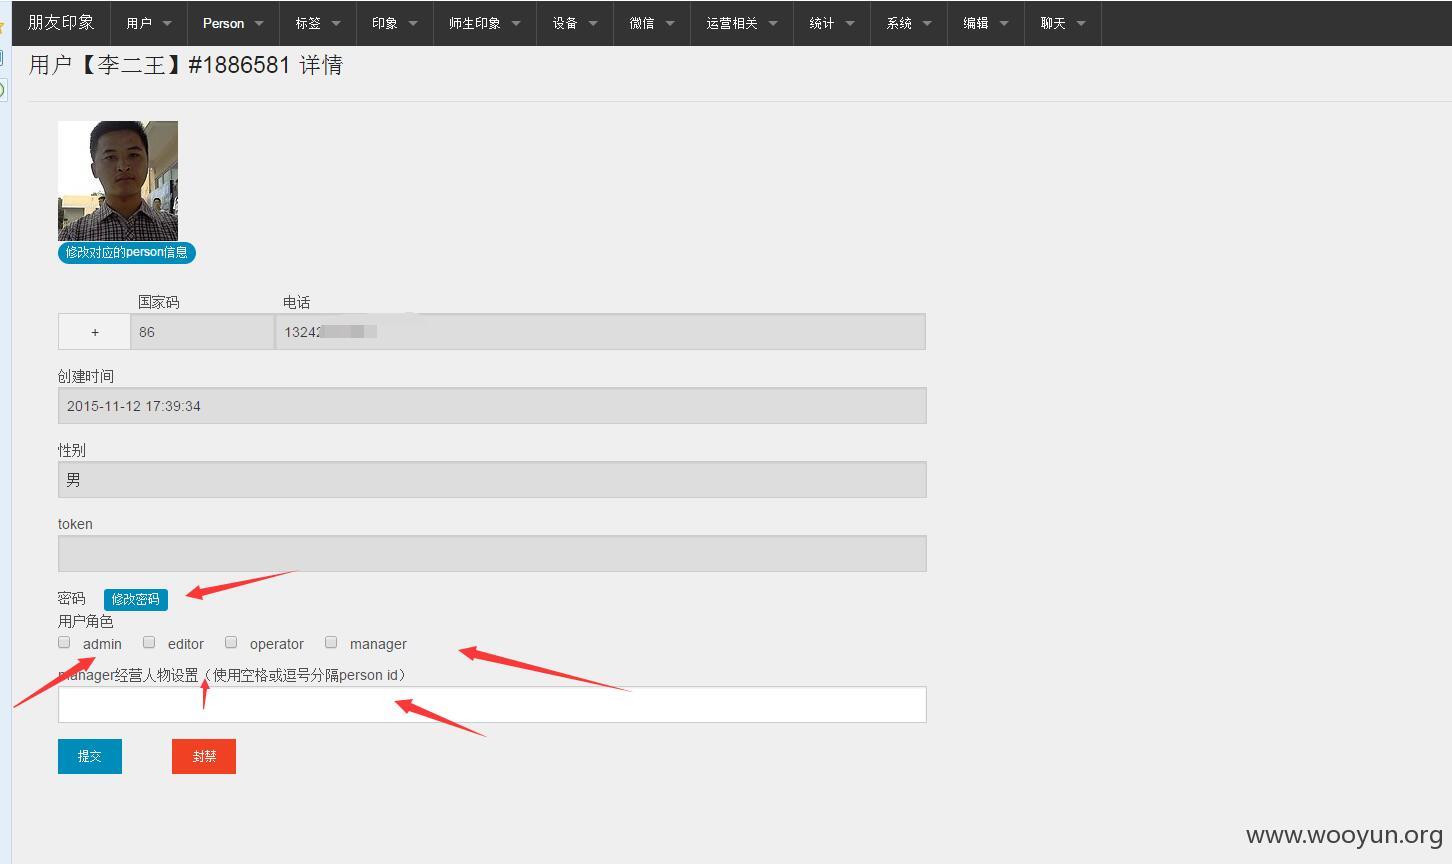 朋友印象 用户 Person 标签 印象 师生印象 设备 微信 运营相关 统计 系统 编辑 聊天
用户【李二王】#1886581 详情
修改对应的person信息
国家码 电话
+ 86 13242
创建时间
2015-11-12 17:39:34
性别
男
token
密码 修改密码
用户角色
admin editor operator manager
manager经营人物设置（使用空格或逗号分隔person id）
提交 封禁
www.wooyun.org